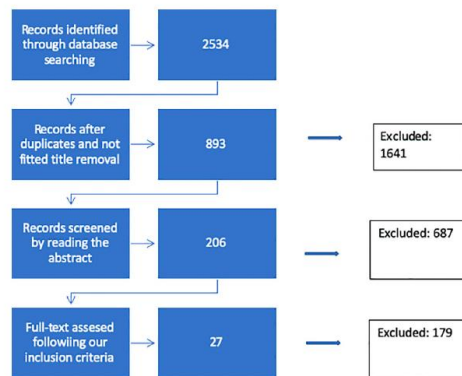 Records identified
through database
searching
2534
Records after
duplicates and not
fitted title removal
893
Excluded:
1641
Records screened
by reading the
abstract
206
Excluded: 687
Full-text assesed
followiing our
inclusion criteria
27
Excluded: 179